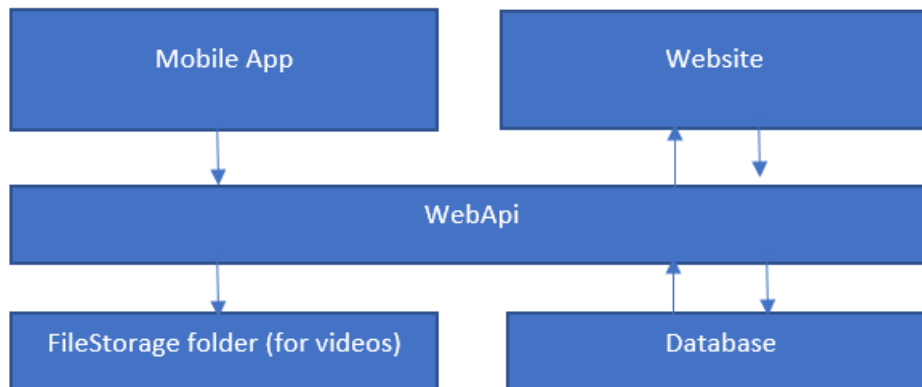 Mobile App
Website
WebApi
FileStorage folder (for videos)
Database